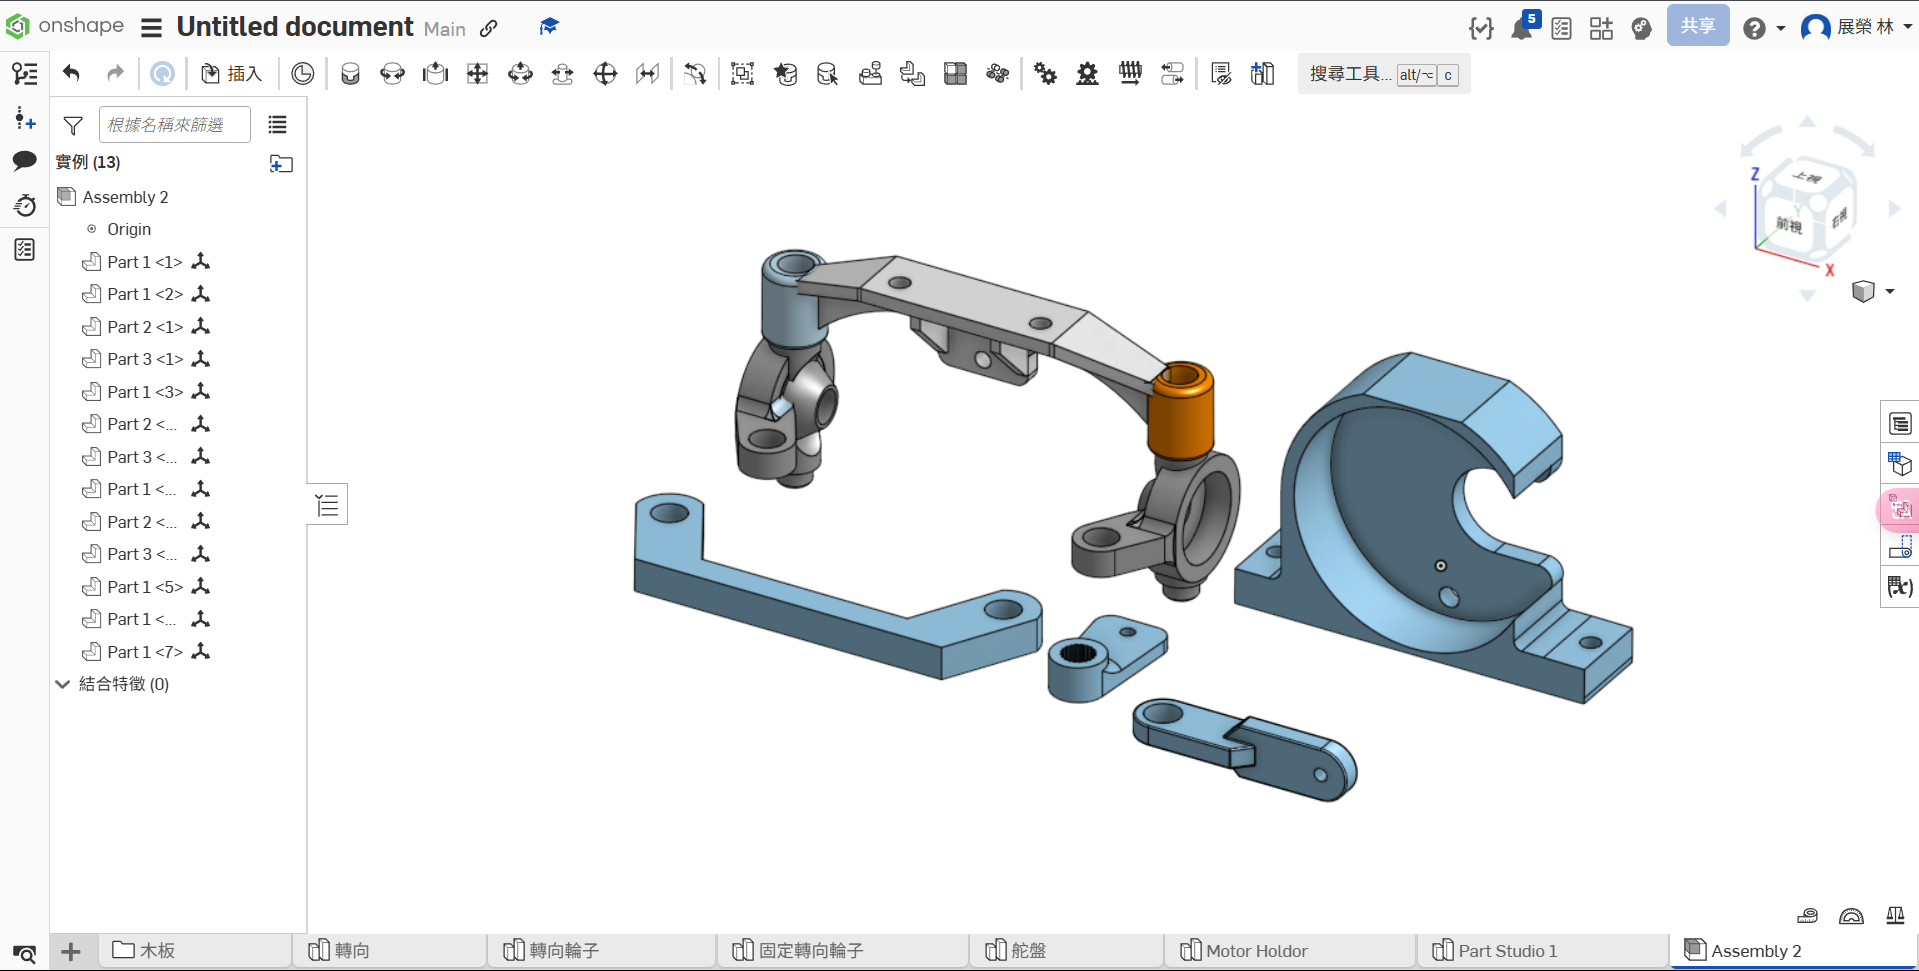 onshape Untitled document Main 5 共享 展榮 林
插入 搜尋工具... alt/⌥ c
根據名稱來篩選
實例 (13)
Assembly 2
Origin
Part 1 <1>
Part 1 <2>
Part 2 <1>
Part 3 <1>
Part 1 <3>
Part 2 <...
Part 3 <...
Part 1 <...
Part 2 <...
Part 3 <...
Part 1 <5>
Part 1 <...
Part 1 <7>
結合特徵 (0)
Z
上視
Y
前視
右視
X
木板 轉向 轉向輪子 固定轉向輪子 舵盤 Motor Holdor Part Studio 1 Assembly 2